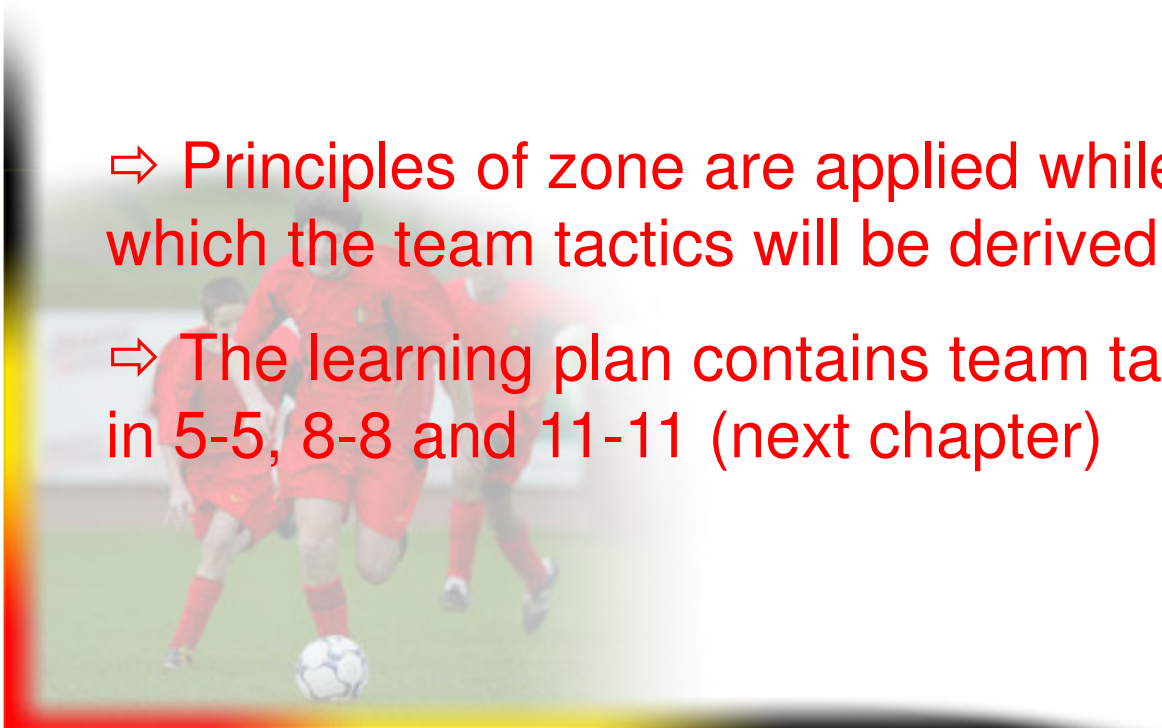 ⇨ Principles of zone are applied while
which the team tactics will be derived
⇨ The learning plan contains team ta
in 5-5, 8-8 and 11-11 (next chapter)